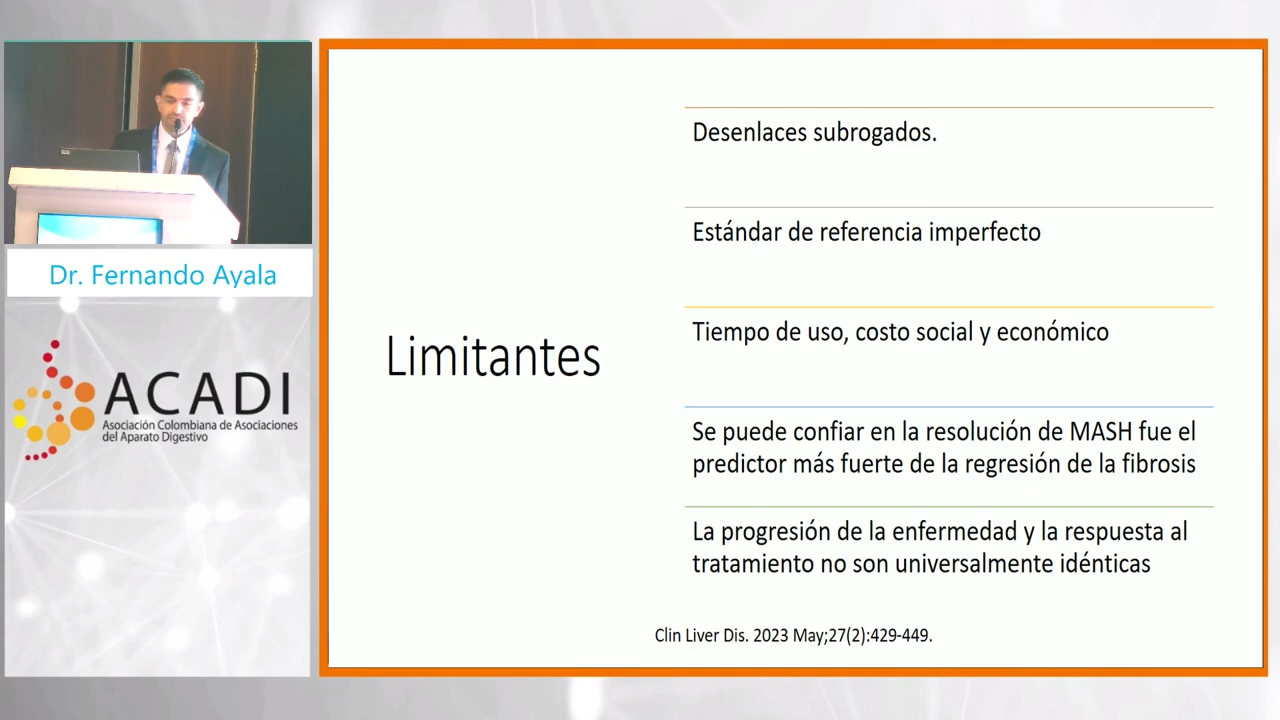 Dr. Fernando Ayala
ACADI
Asociación Colombiana de Asociaciones
del Aparato Digestivo
Limitantes
Desenlaces subrogados.
Estándar de referencia imperfecto
Tiempo de uso, costo social y económico
Se puede confiar en la resolución de MASH fue el
predictor más fuerte de la regresión de la fibrosis
La progresión de la enfermedad y la respuesta al
tratamiento no son universalmente idénticas
Clin Liver Dis. 2023 May;27(2):429-449.